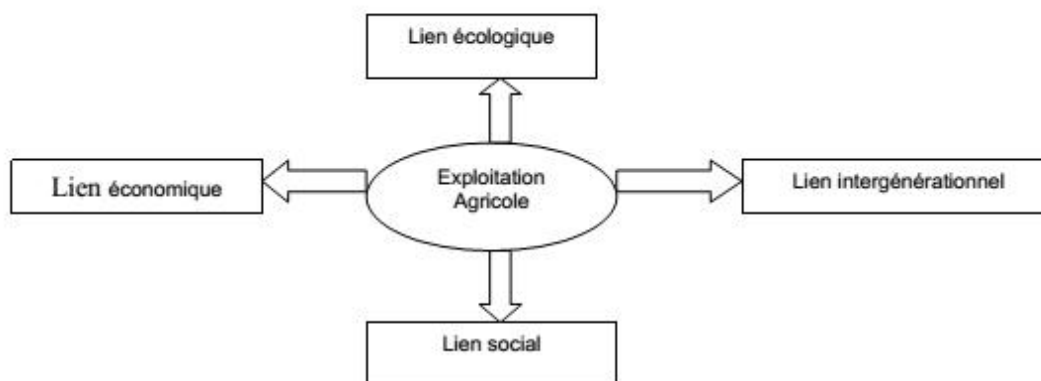 Lien écologique
Lien économique
Exploitation
Agricole
Lien intergénérationnel
Lien social